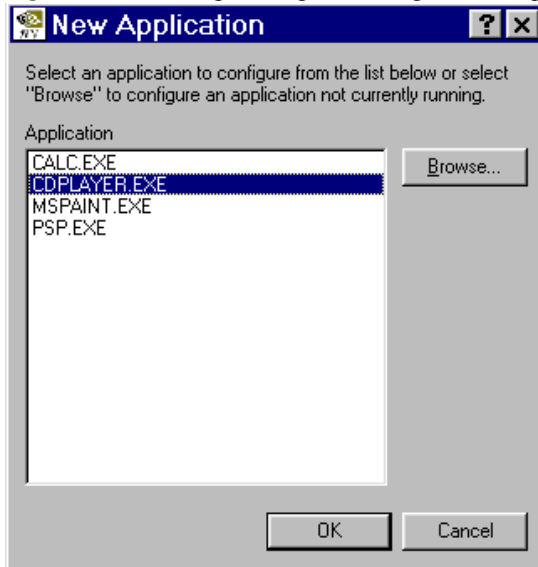 New Application
Select an application to configure from the list below or select
"Browse" to configure an application not currently running.
Application
CALC.EXE
Browse...
CDPLAYER.EXE
MSPAINT.EXE
PSP.EXE
OK Cancel